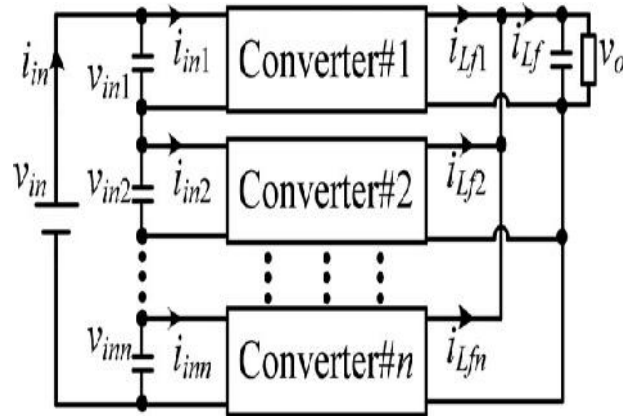 i_in v_in
v_in1 i_in1 Converter#1 i_Lf1 i_Lf v_o
v_in2 i_in2 Converter#2 i_Lf2
v_inn i_inn Converter#n i_Lfn